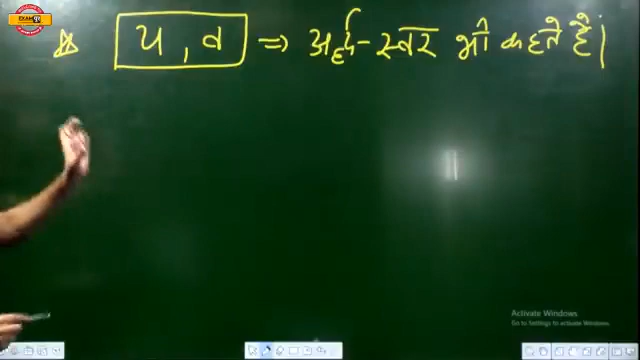 य , व ⇒ अर्द्ध-स्वर भी कहते है।
Activate Windows
Go to Settings to activate Windows.